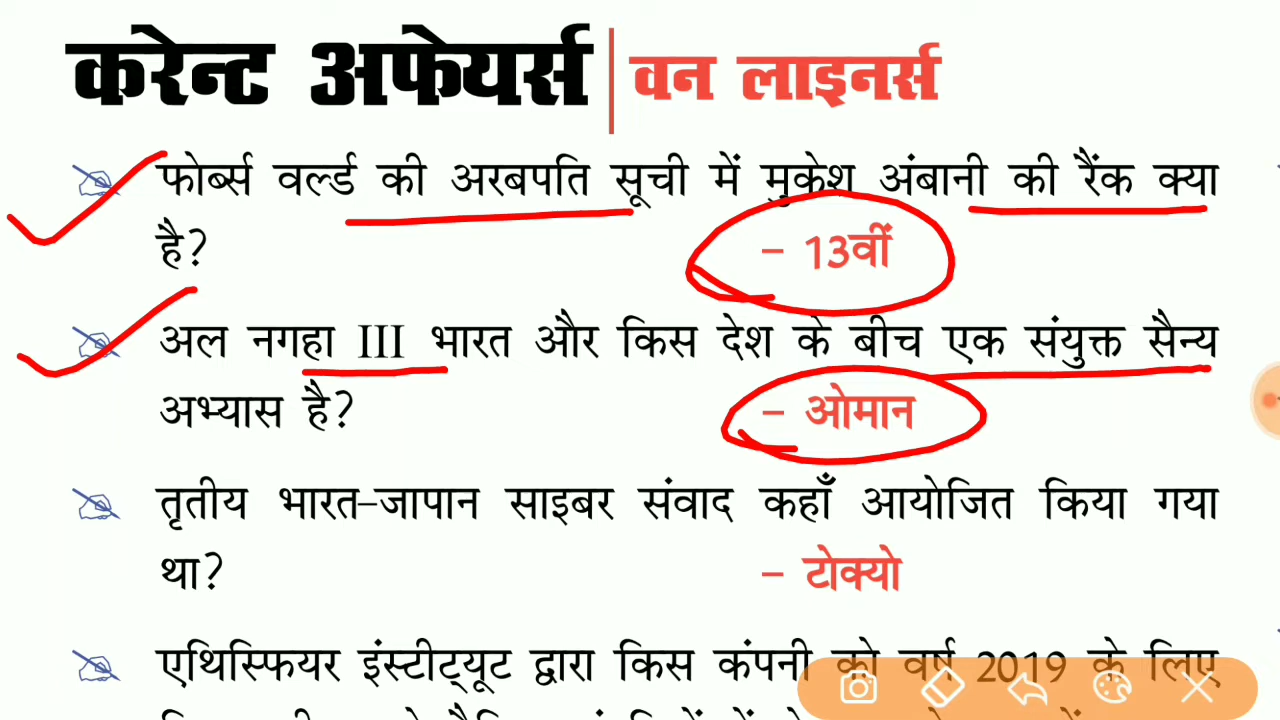 करेन्ट अफेयर्स | वन लाइनर्स
फोर्ब्स वर्ल्ड की अरबपति सूची में मुकेश अंबानी की रैंक क्या
है? – 13वीं
अल नगहा III भारत और किस देश के बीच एक संयुक्त सैन्य
अभ्यास है? – ओमान
तृतीय भारत–जापान साइबर संवाद कहाँ आयोजित किया गया
था? – टोक्यो
एथिस्फियर इंस्टीट्यूट द्वारा किस कंपनी को वर्ष 2019 के लिए